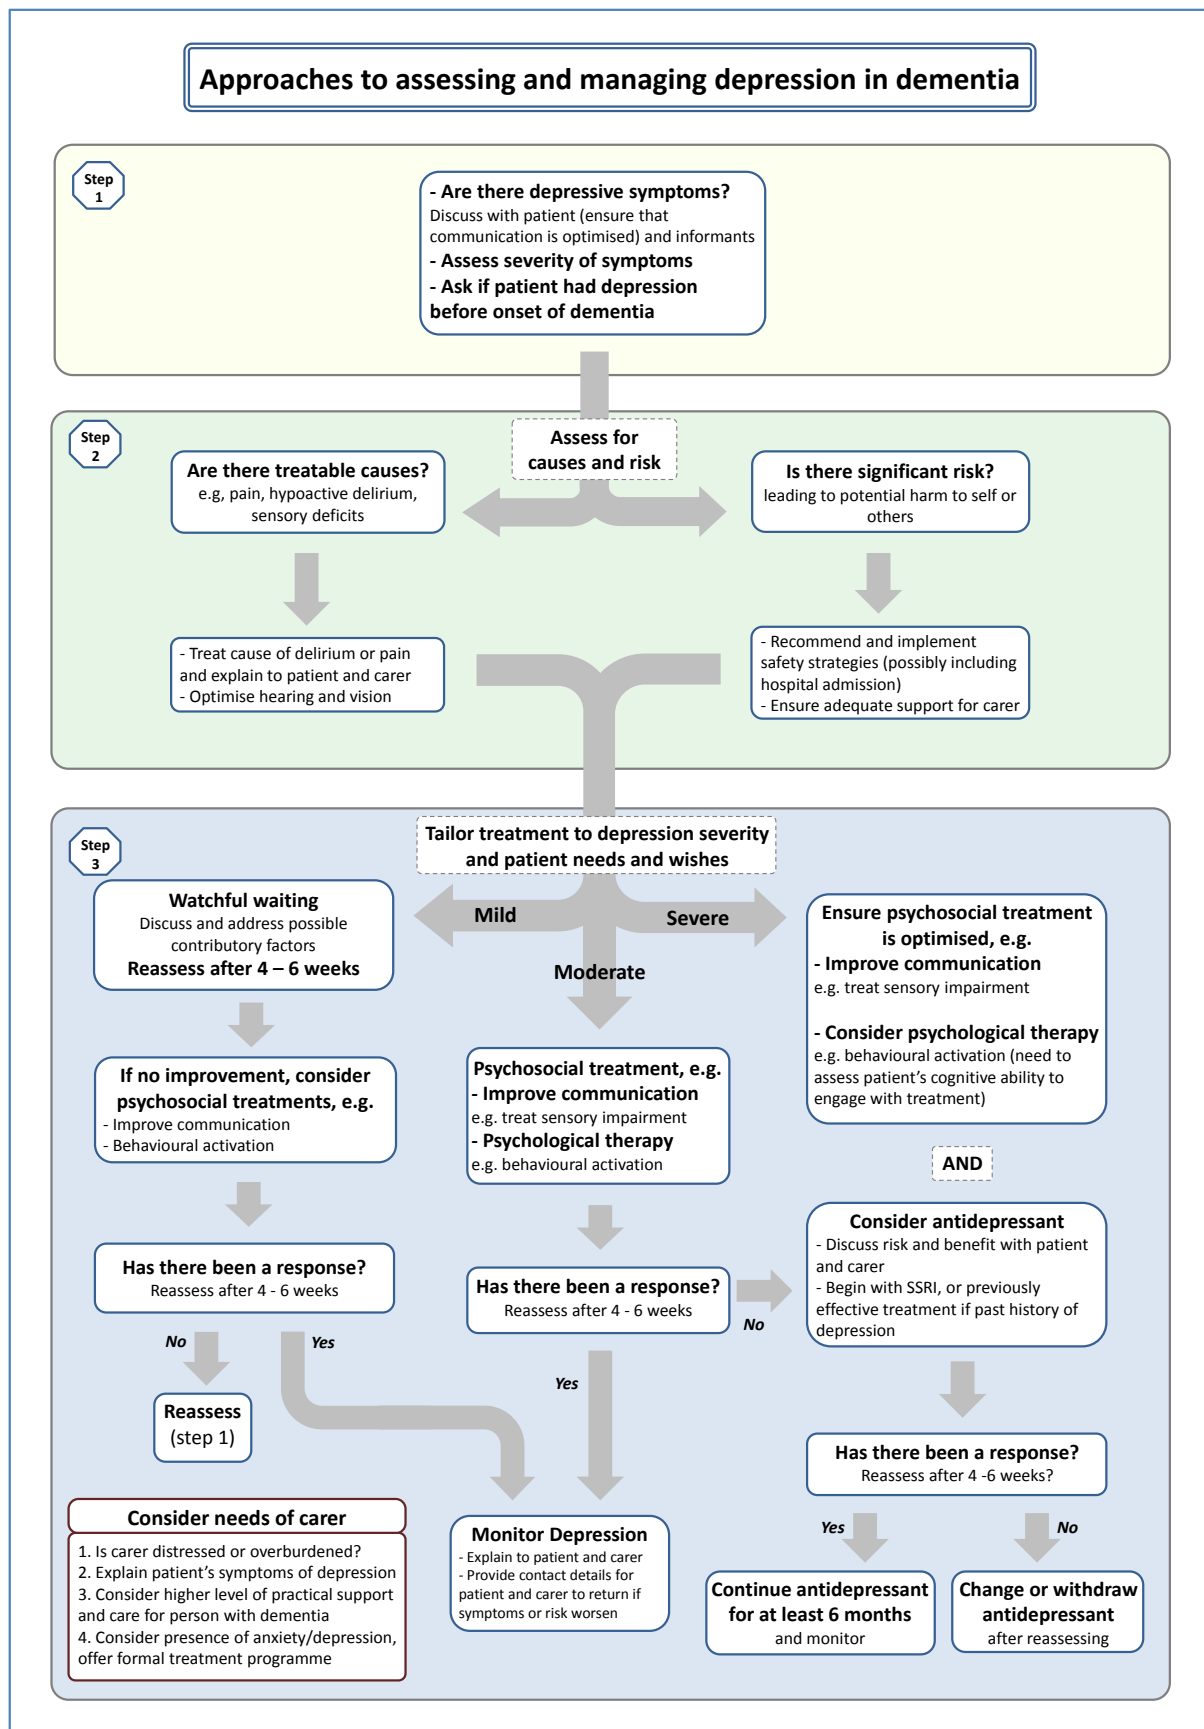 Approaches to assessing and managing depression in dementia
Step
1
- Are there depressive symptoms?
Discuss with patient (ensure that
communication is optimised) and informants
- Assess severity of symptoms
- Ask if patient had depression
before onset of dementia
Step
2
Assess for
causes and risk
Are there treatable causes?
e.g, pain, hypoactive delirium,
sensory deficits
Is there significant risk?
leading to potential harm to self or
others
- Treat cause of delirium or pain
and explain to patient and carer
- Optimise hearing and vision
- Recommend and implement
safety strategies (possibly including
hospital admission)
- Ensure adequate support for carer
Step
3
Tailor treatment to depression severity
and patient needs and wishes
Mild
Moderate
Severe
Watchful waiting
Discuss and address possible
contributory factors
Reassess after 4 – 6 weeks
If no improvement, consider
psychosocial treatments, e.g.
- Improve communication
- Behavioural activation
Has there been a response?
Reassess after 4 - 6 weeks
No
Yes
Reassess
(step 1)
Psychosocial treatment, e.g.
- Improve communication
e.g. treat sensory impairment
- Psychological therapy
e.g. behavioural activation
Has there been a response?
Reassess after 4 - 6 weeks
No
Yes
Monitor Depression
- Explain to patient and carer
- Provide contact details for
patient and carer to return if
symptoms or risk worsen
Ensure psychosocial treatment
is optimised, e.g.
- Improve communication
e.g. treat sensory impairment
- Consider psychological therapy
e.g. behavioural activation (need to
assess patient's cognitive ability to
engage with treatment)
AND
Consider antidepressant
- Discuss risk and benefit with patient
and carer
- Begin with SSRI, or previously
effective treatment if past history of
depression
Has there been a response?
Reassess after 4 -6 weeks?
Yes
No
Continue antidepressant
for at least 6 months
and monitor
Change or withdraw
antidepressant
after reassessing
Consider needs of carer
1. Is carer distressed or overburdened?
2. Explain patient's symptoms of depression
3. Consider higher level of practical support
and care for person with dementia
4. Consider presence of anxiety/depression,
offer formal treatment programme